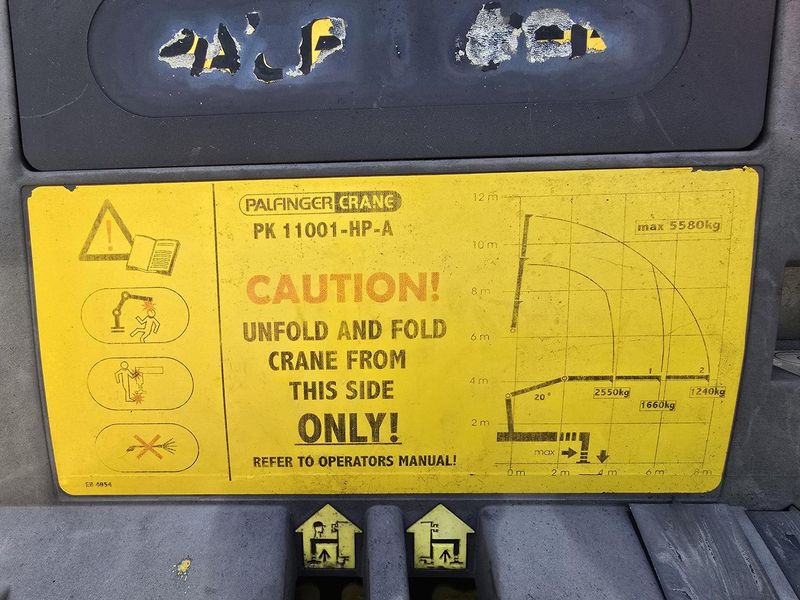 PALFINGER CRANE
PK 11001-HP-A
CAUTION!
UNFOLD AND FOLD
CRANE FROM
THIS SIDE
ONLY!
REFER TO OPERATORS MANUAL!
12 m
10 m
8 m
6 m
4 m
2 m
max 5580kg
20°
1
2
2550kg
1660kg
1240kg
max
0 m
2 m
4 m
6 m
8 m